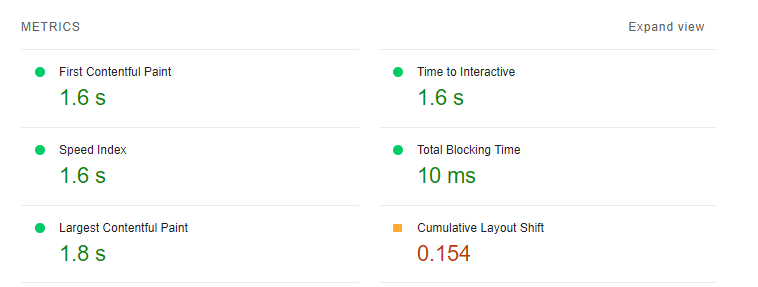 METRICS
Expand view
First Contentful Paint
1.6 s
Time to Interactive
1.6 s
Speed Index
1.6 s
Total Blocking Time
10 ms
Largest Contentful Paint
1.8 s
Cumulative Layout Shift
0.154